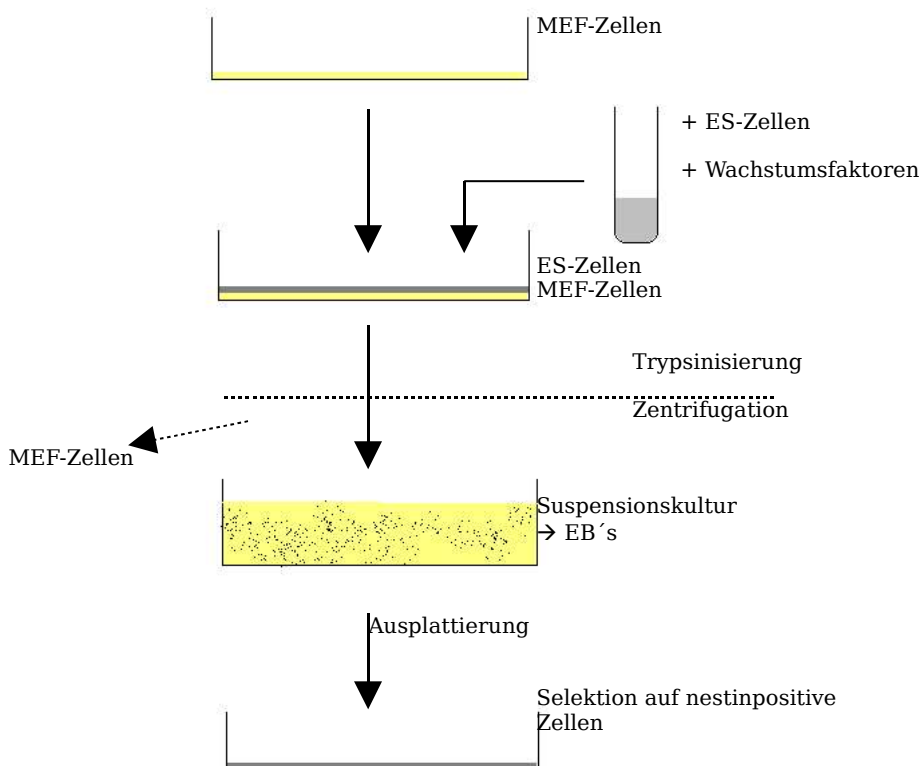 MEF-Zellen
+ ES-Zellen
+ Wachstumsfaktoren
ES-Zellen
MEF-Zellen
Trypsinisierung
Zentrifugation
MEF-Zellen
Suspensionskultur
→ EB´s
Ausplattierung
Selektion auf nestinpositive
Zellen